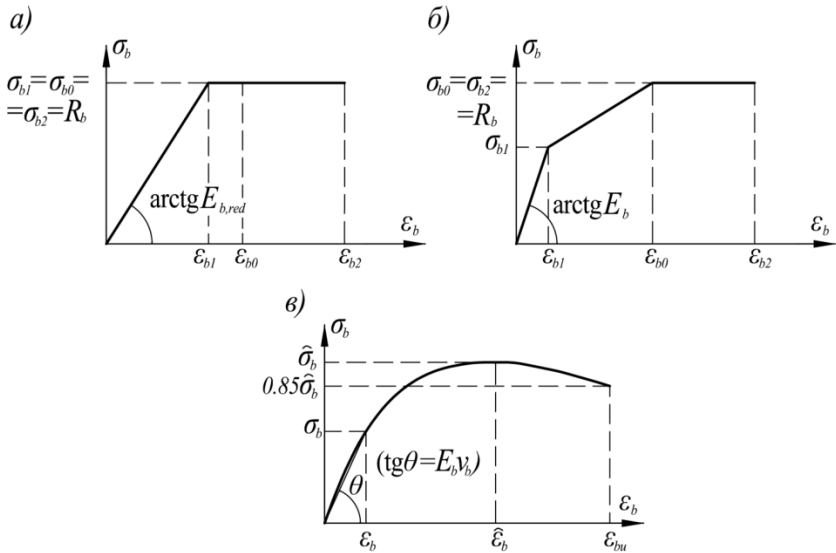 а)
σb
σb1=σb0=
=σb2=Rb
arctgEb,red
εb
εb1
εb0
εb2
б)
σb
σb0=σb2=
=Rb
σb1
arctgEb
εb
εb1
εb0
εb2
в)
σb
σ̂b
0.85σ̂b
σb
(tgθ=Ebνb)
θ
εb
εb
ε̂b
εbu